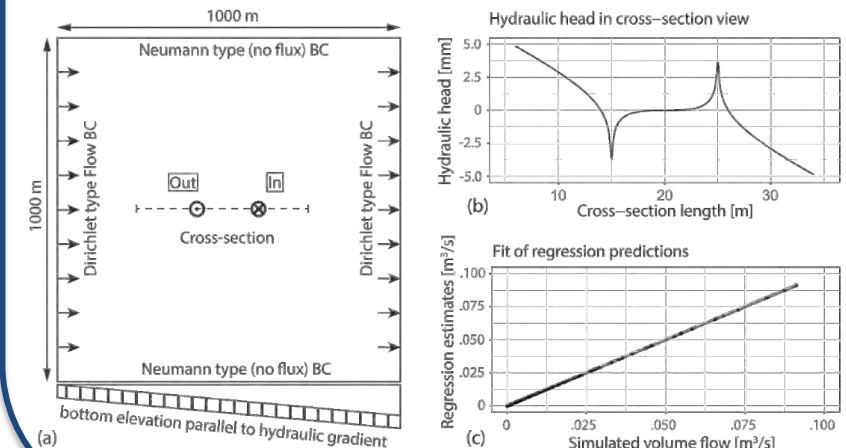 1000 m
Neumann type (no flux) BC
1000 m
Dirichlet type Flow BC
Out
In
Cross-section
Dirichlet type Flow BC
Neumann type (no flux) BC
bottom elevation parallel to hydraulic gradient
(a)
Hydraulic head in cross–section view
Hydraulic head [mm]
5.0
2.5
0
-2.5
-5.0
10
20
30
(b)
Cross–section length [m]
Fit of regression predictions
Regression estimates [m³/s]
.100
.075
.050
.025
0
0
.025
.050
.075
.100
(c)
Simulated volume flow [m³/s]